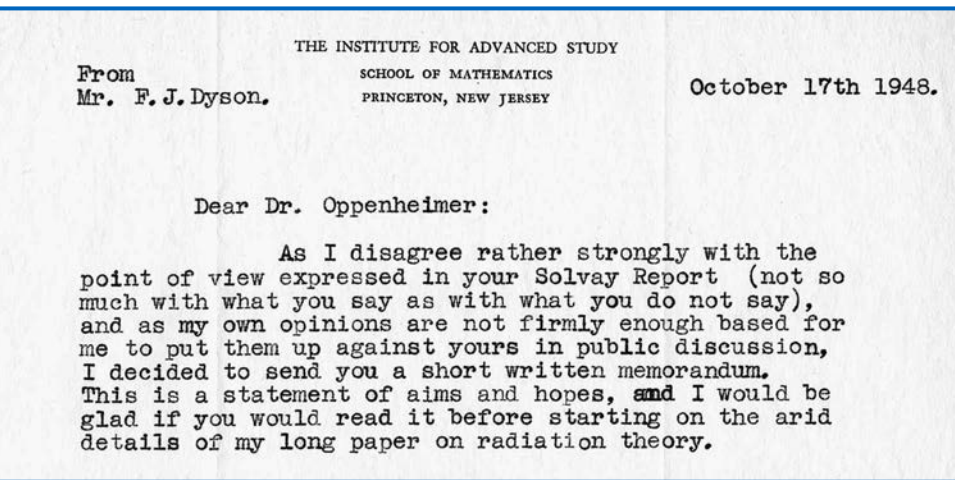 THE INSTITUTE FOR ADVANCED STUDY
From SCHOOL OF MATHEMATICS
Mr. F.J.Dyson. PRINCETON, NEW JERSEY October 17th 1948.
Dear Dr. Oppenheimer:
As I disagree rather strongly with the
point of view expressed in your Solvay Report (not so
much with what you say as with what you do not say),
and as my own opinions are not firmly enough based for
me to put them up against yours in public discussion,
I decided to send you a short written memorandum.
This is a statement of aims and hopes, and I would be
glad if you would read it before starting on the arid
details of my long paper on radiation theory.